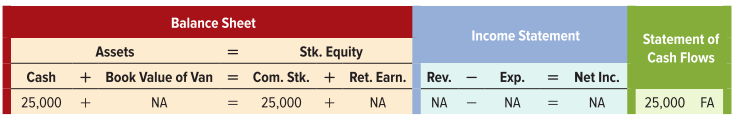 Balance Sheet
Income Statement
Statement of
Cash Flows
Assets = Stk. Equity
Cash + Book Value of Van = Com. Stk. + Ret. Earn. Rev. − Exp. = Net Inc.
25,000 + NA = 25,000 + NA NA − NA = NA 25,000 FA